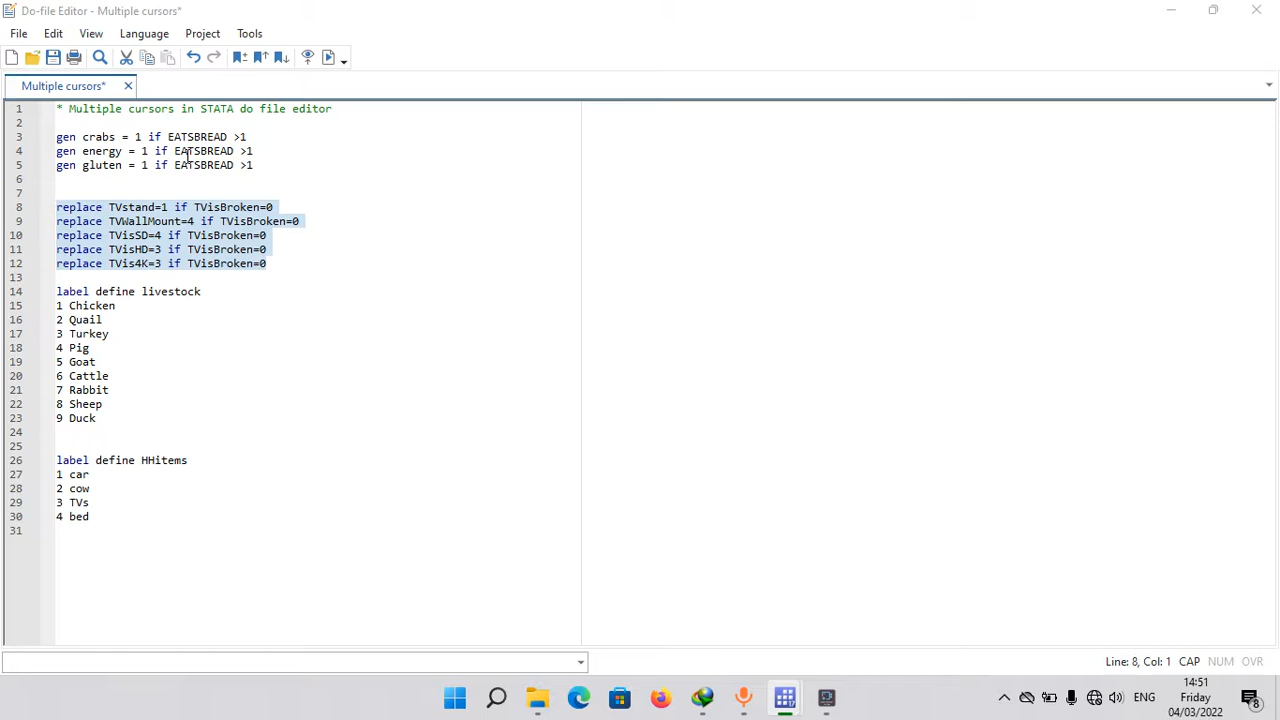 Do-file Editor - Multiple cursors*
File Edit View Language Project Tools
Multiple cursors*
1 * Multiple cursors in STATA do file editor
2
3 gen crabs = 1 if EATSBREAD >1
4 gen energy = 1 if EATSBREAD >1
5 gen gluten = 1 if EATSBREAD >1
6
7
8 replace TVstand=1 if TVisBroken=0
9 replace TVWallMount=4 if TVisBroken=0
10 replace TVisSD=4 if TVisBroken=0
11 replace TVisHD=3 if TVisBroken=0
12 replace TVis4K=3 if TVisBroken=0
13
14 label define livestock
15 1 Chicken
16 2 Quail
17 3 Turkey
18 4 Pig
19 5 Goat
20 6 Cattle
21 7 Rabbit
22 8 Sheep
23 9 Duck
24
25
26 label define HHitems
27 1 car
28 2 cow
29 3 TVs
30 4 bed
31
Line: 8, Col: 1 CAP NUM OVR
17
ENG
14:51
Friday
04/03/2022
8